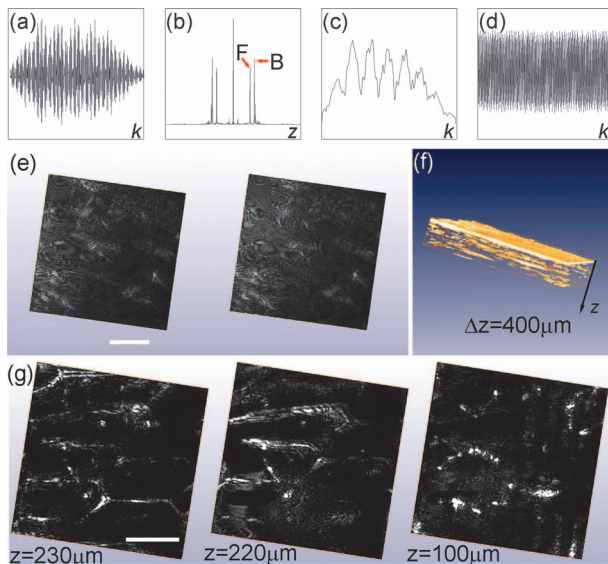 (a)
(b)
(c)
(d)
F
B
k
z
k
k
(e)
(f)
z
Δz=400μm
(g)
z=230μm
z=220μm
z=100μm